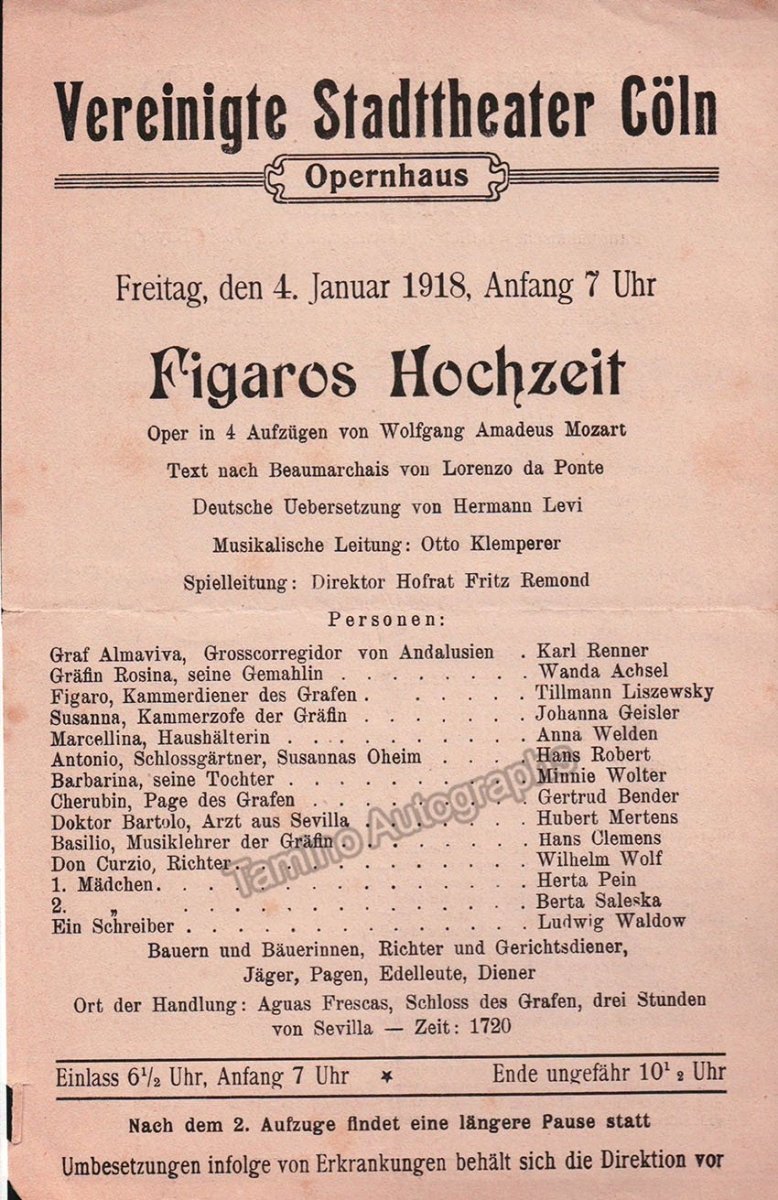 Vereinigte Stadttheater Cöln
Opernhaus
Freitag, den 4. Januar 1918, Anfang 7 Uhr
Figaros Hochzeit
Oper in 4 Aufzügen von Wolfgang Amadeus Mozart
Text nach Beaumarchais von Lorenzo da Ponte
Deutsche Uebersetzung von Hermann Levi
Musikalische Leitung: Otto Klemperer
Spielleitung: Direktor Hofrat Fritz Remond
Personen:
Graf Almaviva, Grosscorregidor von Andalusien . Karl Renner
Gräfin Rosina, seine Gemahlin . . . . . . . . Wanda Achsel
Figaro, Kammerdiener des Grafen . . . . . . . Tillmann Liszewsky
Susanna, Kammerzofe der Gräfin . . . . . . . Johanna Geisler
Marcellina, Haushälterin . . . . . . . . . . Anna Welden
Antonio, Schlossgärtner, Susannas Oheim . . . . Hans Robert
Barbarina, seine Tochter . . . . . . . . . . Minnie Wolter
Cherubin, Page des Grafen . . . . . . . . . Gertrud Bender
Doktor Bartolo, Arzt aus Sevilla . . . . . . . Hubert Mertens
Basilio, Musiklehrer der Gräfin . . . . . . . . Hans Clemens
Don Curzio, Richter . . . . . . . . . . . . Wilhelm Wolf
1. Mädchen . . . . . . . . . . . . . . . Herta Pein
2. „ . . . . . . . . . . . . . . Berta Saleska
Ein Schreiber . . . . . . . . . . . . . . Ludwig Waldow
Tamino Autographs
Bauern und Bäuerinnen, Richter und Gerichtsdiener,
Jäger, Pagen, Edelleute, Diener
Ort der Handlung: Aguas Frescas, Schloss des Grafen, drei Stunden
von Sevilla — Zeit: 1720
Einlass 6½ Uhr, Anfang 7 Uhr ★ Ende ungefähr 10½ Uhr
Nach dem 2. Aufzuge findet eine längere Pause statt
Umbesetzungen infolge von Erkrankungen behält sich die Direktion vor